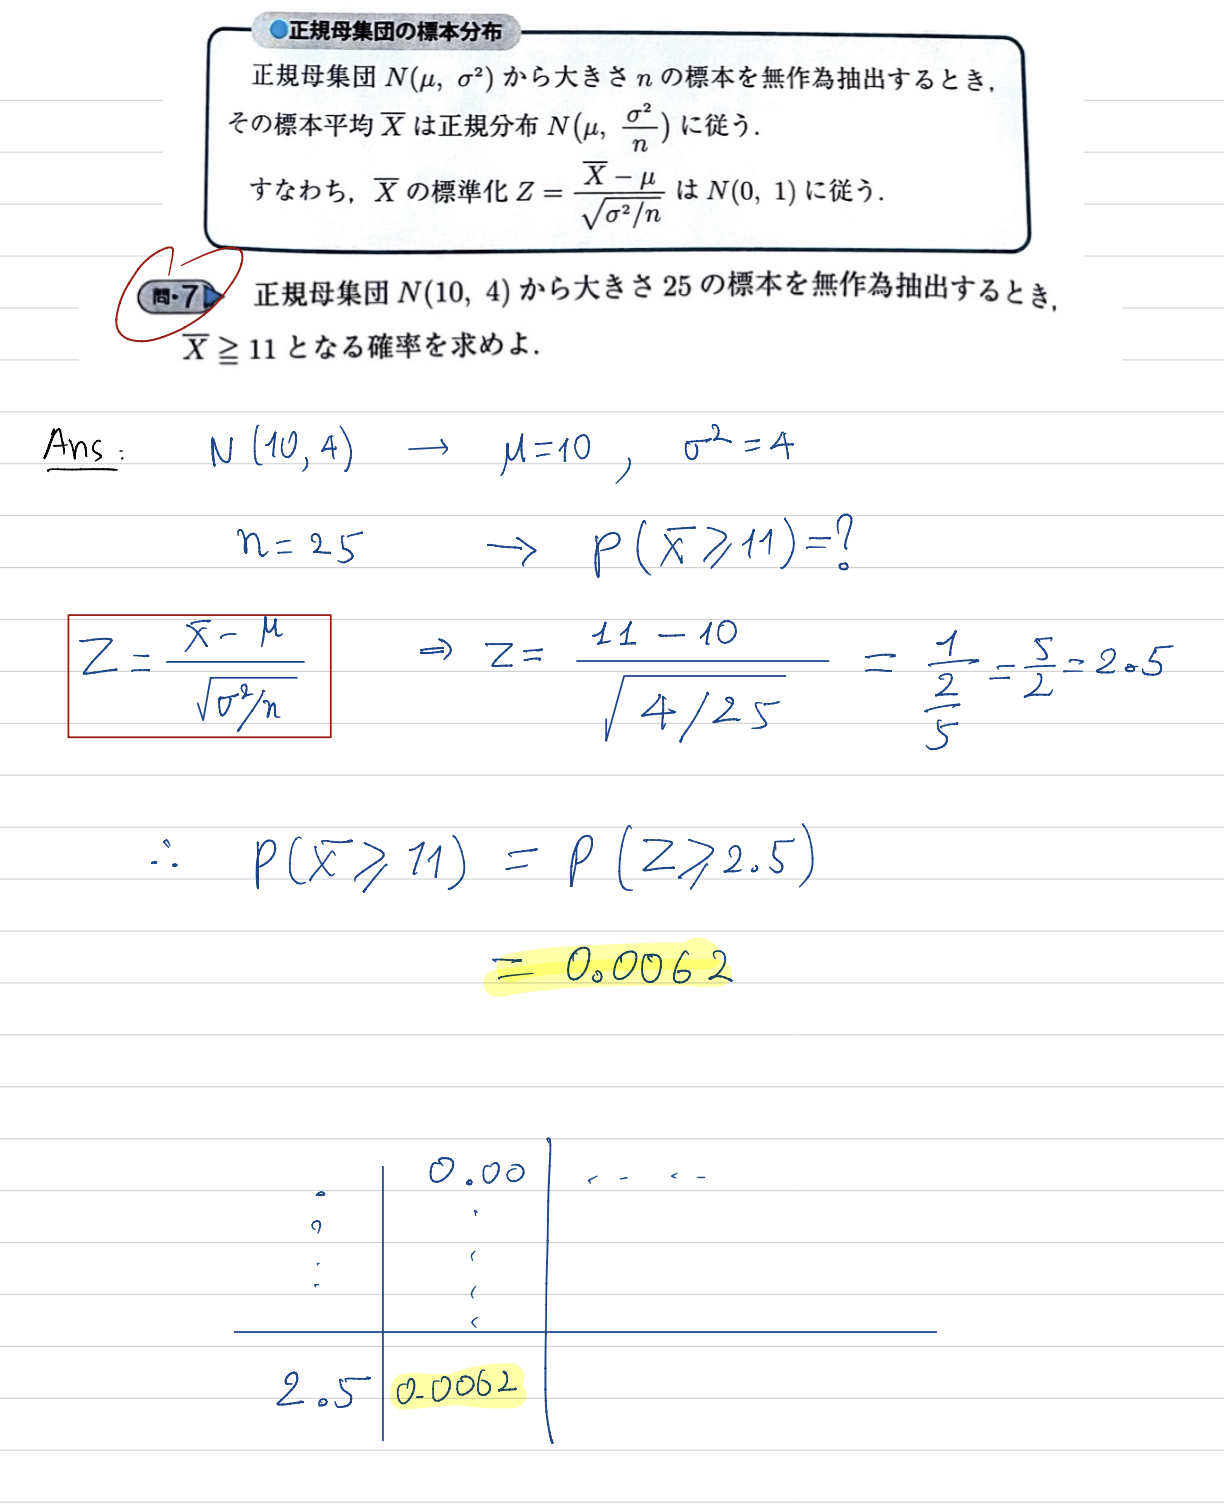 ●正規母集団の標本分布
正規母集団 N(μ, σ²) から大きさ n の標本を無作為抽出するとき,
その標本平均 X̄ は正規分布 N(μ, σ²/n) に従う.
すなわち, X̄ の標準化 Z = (X̄ − μ)/√(σ²/n) は N(0, 1) に従う.
問・7 正規母集団 N(10, 4) から大きさ 25 の標本を無作為抽出するとき,
X̄ ≧ 11 となる確率を求めよ.
Ans: N(10,4) → μ=10, σ²=4
n=25 → P(x̄ ⩾ 11)=?
Z = (x̄ - μ)/√(σ²/n) ⇒ Z = (11 - 10)/√(4/25) = 1/(2/5) = 5/2 = 2.5
∴ P(x̄ ⩾ 11) = P(Z ⩾ 2.5)
= 0.0062
0.00
2.5 0.0062